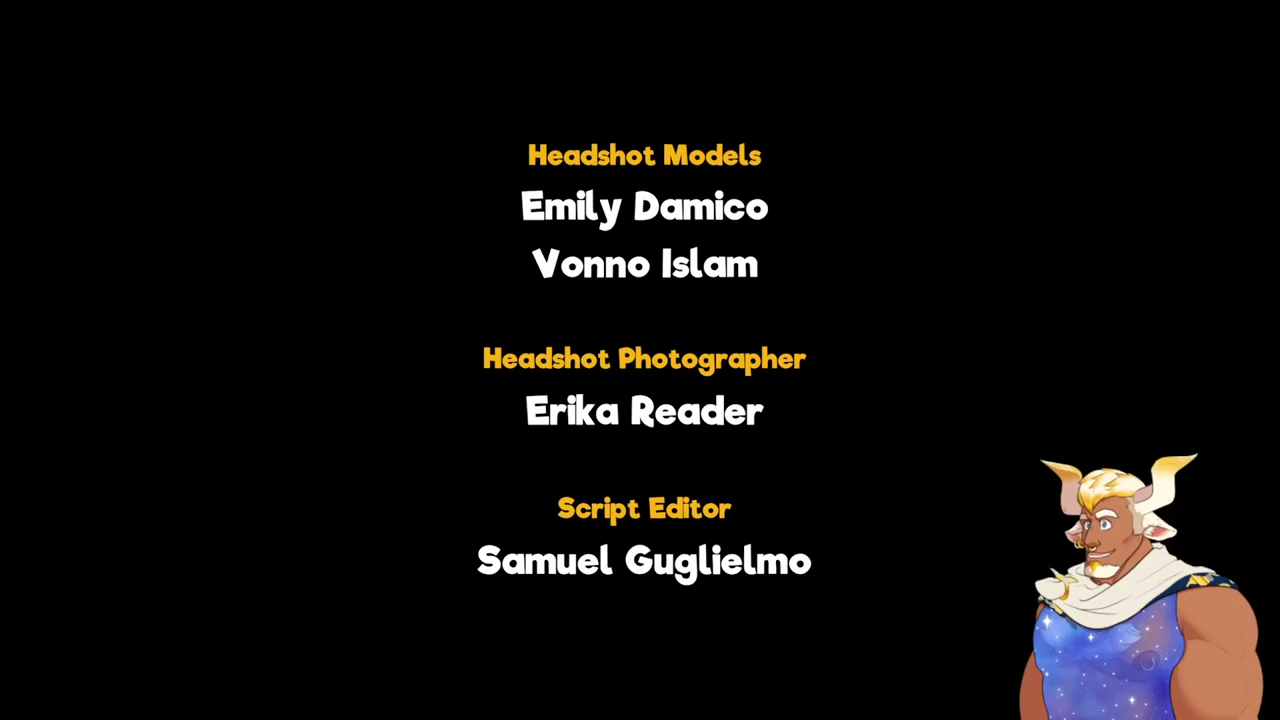 Headshot Models
Emily Damico
Vonno Islam
Headshot Photographer
Erika Reader
Script Editor
Samuel Guglielmo